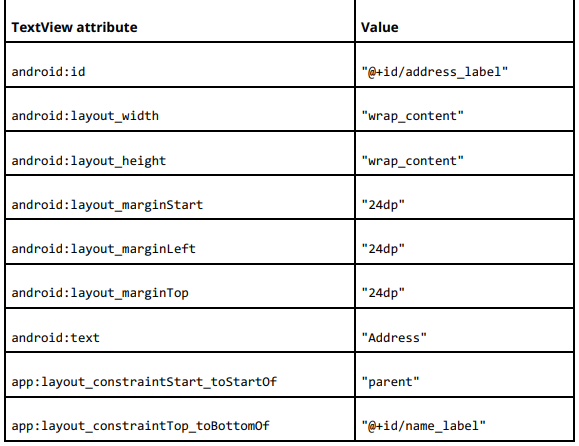 TextView attribute Value
android:id "@+id/address_label"
android:layout_width "wrap_content"
android:layout_height "wrap_content"
android:layout_marginStart "24dp"
android:layout_marginLeft "24dp"
android:layout_marginTop "24dp"
android:text "Address"
app:layout_constraintStart_toStartOf "parent"
app:layout_constraintTop_toBottomOf "@+id/name_label"